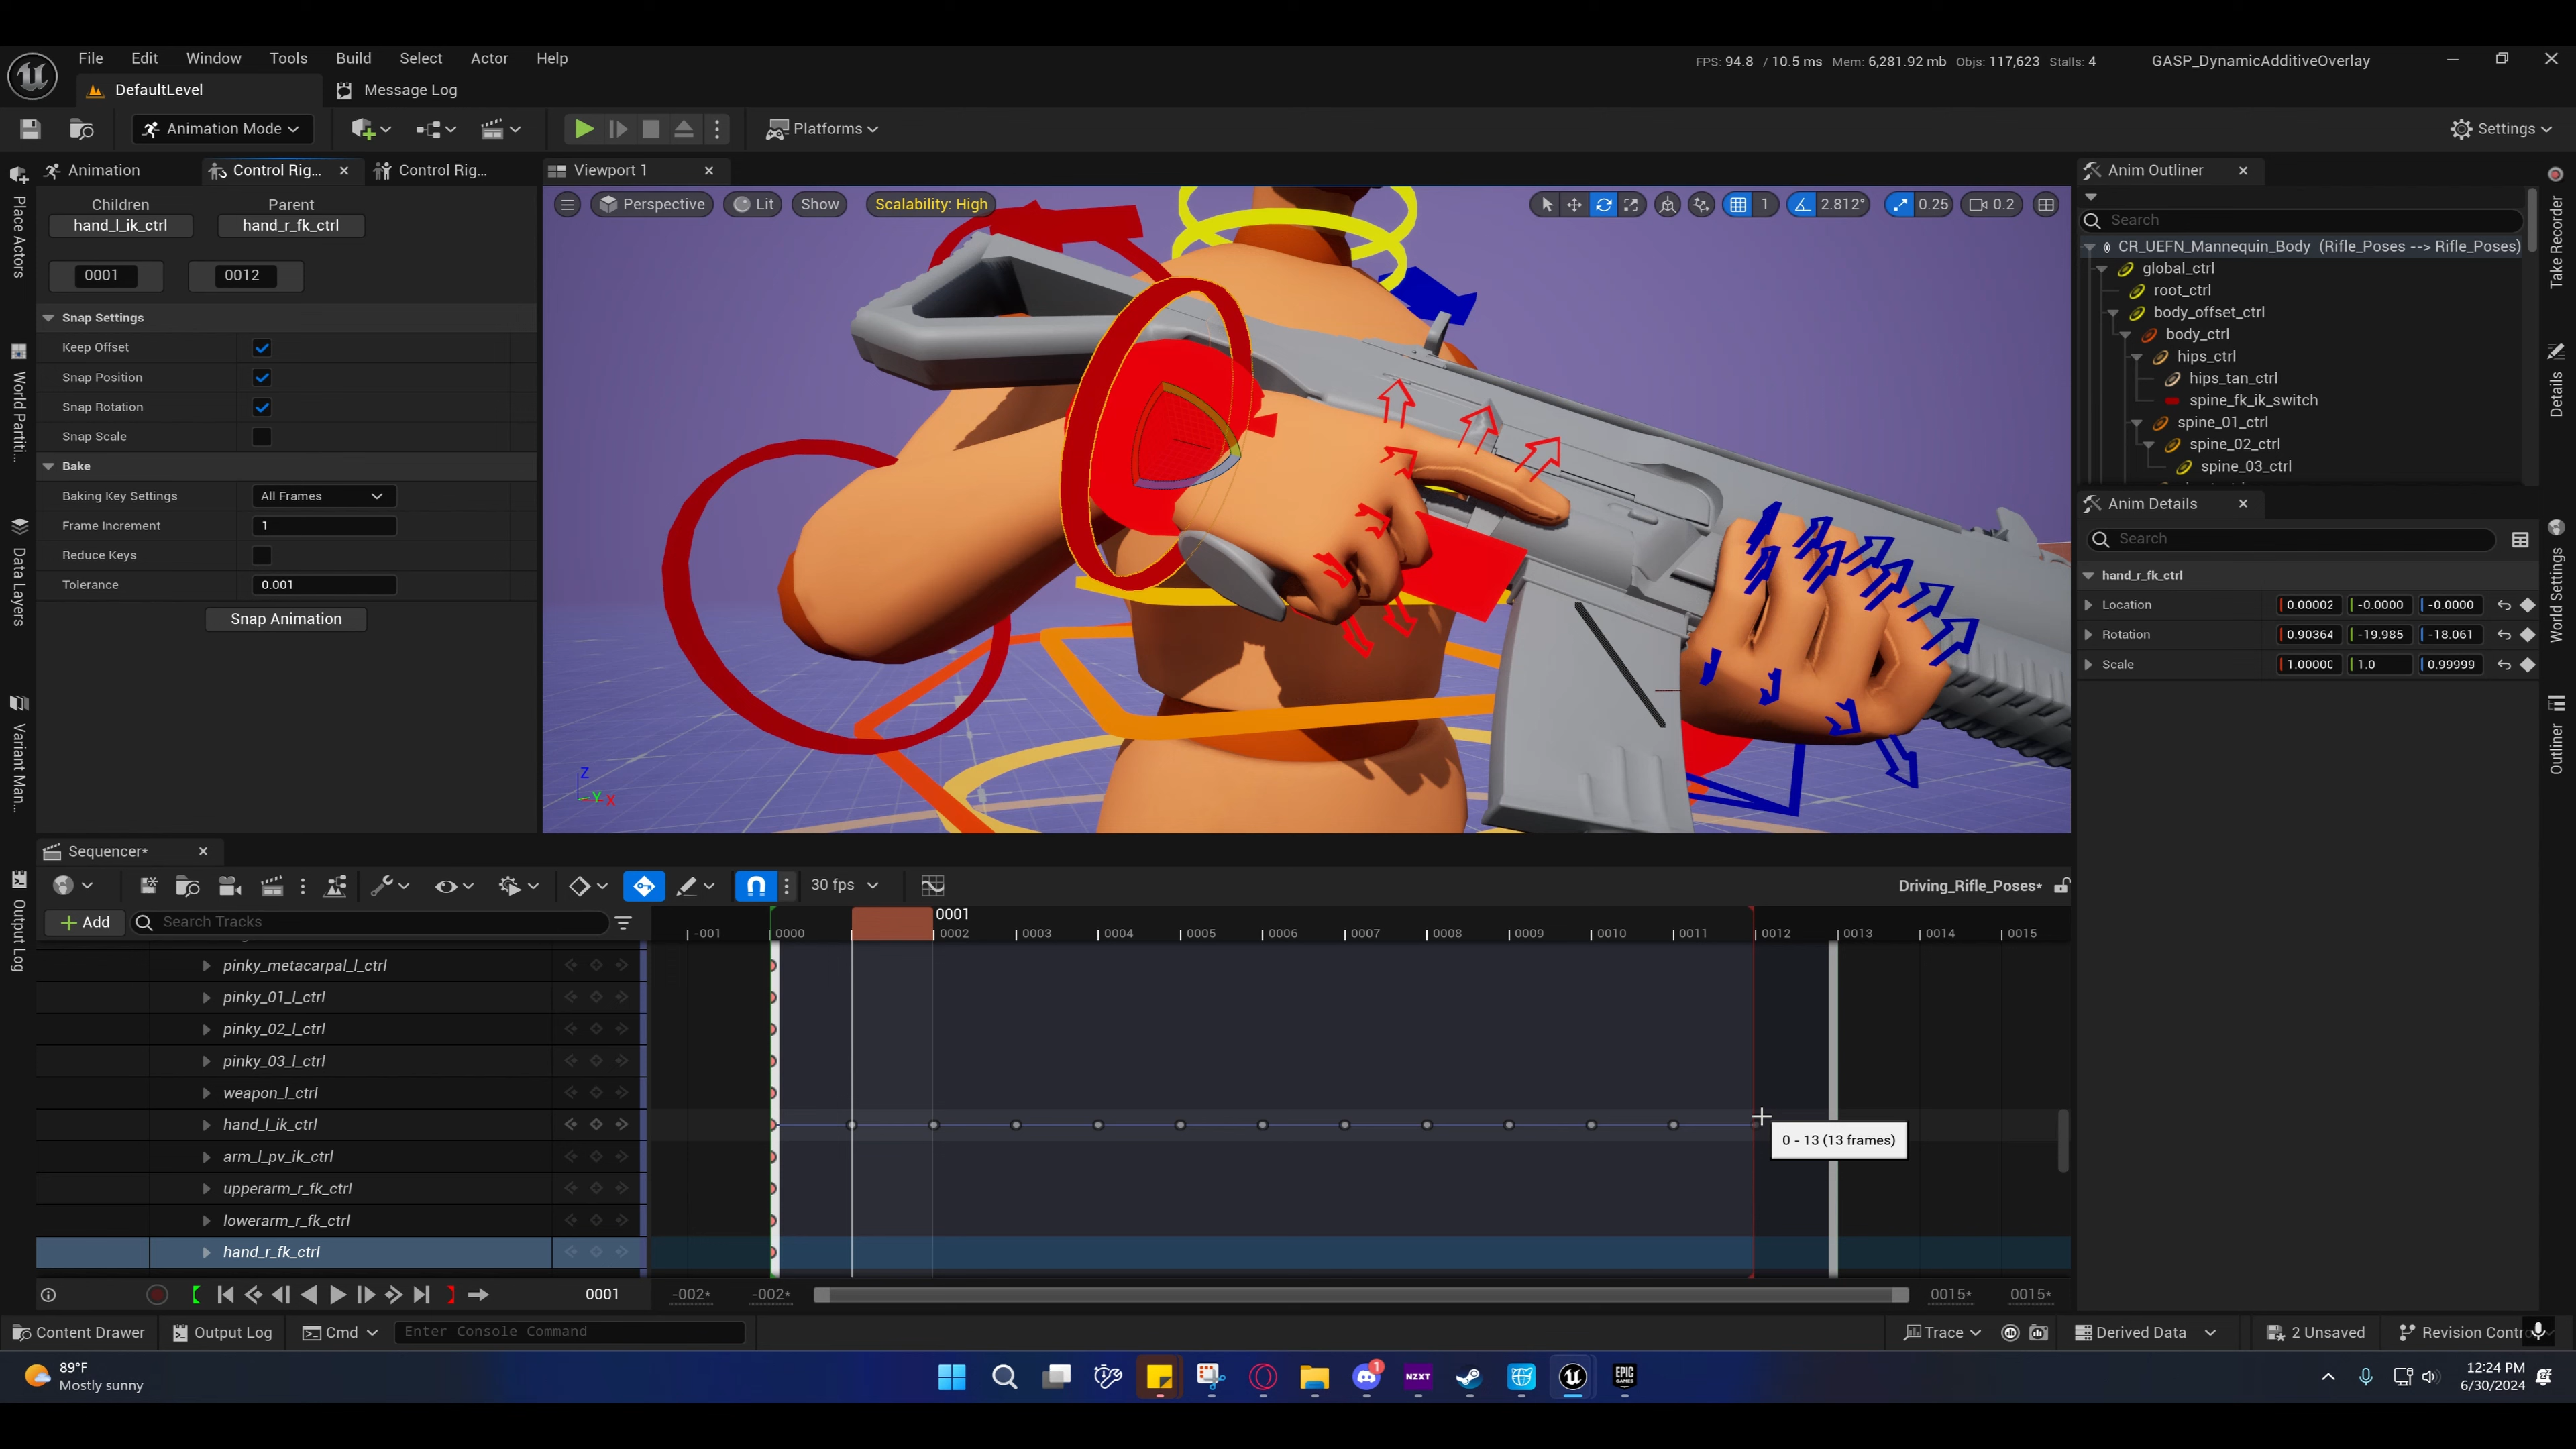 File Edit Window Tools Build Select Actor Help
FPS: 94.8 / 10.5 ms Mem: 6,281.92 mb Objs: 117,623 Stalls: 4
GASP_DynamicAdditiveOverlay
DefaultLevel
Message Log
Animation Mode
Platforms
Settings
Place Actors
World Partiti...
Data Layers
Variant Man...
Output Log
Animation
Control Rig...
Control Rig...
Children
Parent
hand_l_ik_ctrl
hand_r_fk_ctrl
0001
0012
Snap Settings
Keep Offset
Snap Position
Snap Rotation
Snap Scale
Bake
Baking Key Settings
All Frames
Frame Increment
1
Reduce Keys
Tolerance
0.001
Snap Animation
Viewport 1
Perspective
Lit
Show
Scalability: High
1
2.812°
0.25
0.2
Z
Y
X
Anim Outliner
Search
CR_UEFN_Mannequin_Body (Rifle_Poses --> Rifle_Poses)
global_ctrl
root_ctrl
body_offset_ctrl
body_ctrl
hips_ctrl
hips_tan_ctrl
spine_fk_ik_switch
spine_01_ctrl
spine_02_ctrl
spine_03_ctrl
Anim Details
Search
hand_r_fk_ctrl
Location
0.00002
-0.0000
-0.0000
Rotation
0.90364
-19.985
-18.061
Scale
1.0000
1.0
0.99999
Take Recorder
Details
World Settings
Outliner
Sequencer*
30 fps
Driving_Rifle_Poses*
Add
Search Tracks
0001
-001 0000 0002 0003 0004 0005 0006 0007 0008 0009 0010 0011 0012 0013 0014 0015
pinky_metacarpal_l_ctrl
pinky_01_l_ctrl
pinky_02_l_ctrl
pinky_03_l_ctrl
weapon_l_ctrl
hand_l_ik_ctrl
arm_l_pv_ik_ctrl
upperarm_r_fk_ctrl
lowerarm_r_fk_ctrl
hand_r_fk_ctrl
0 - 13 (13 frames)
0001
-002*
-002*
0015*
0015*
Content Drawer
Output Log
Cmd
Enter Console Command
Trace
Derived Data
2 Unsaved
Revision Contro
89°F
Mostly sunny
1
NZXT
EPIC
GAMES
12:24 PM
6/30/2024